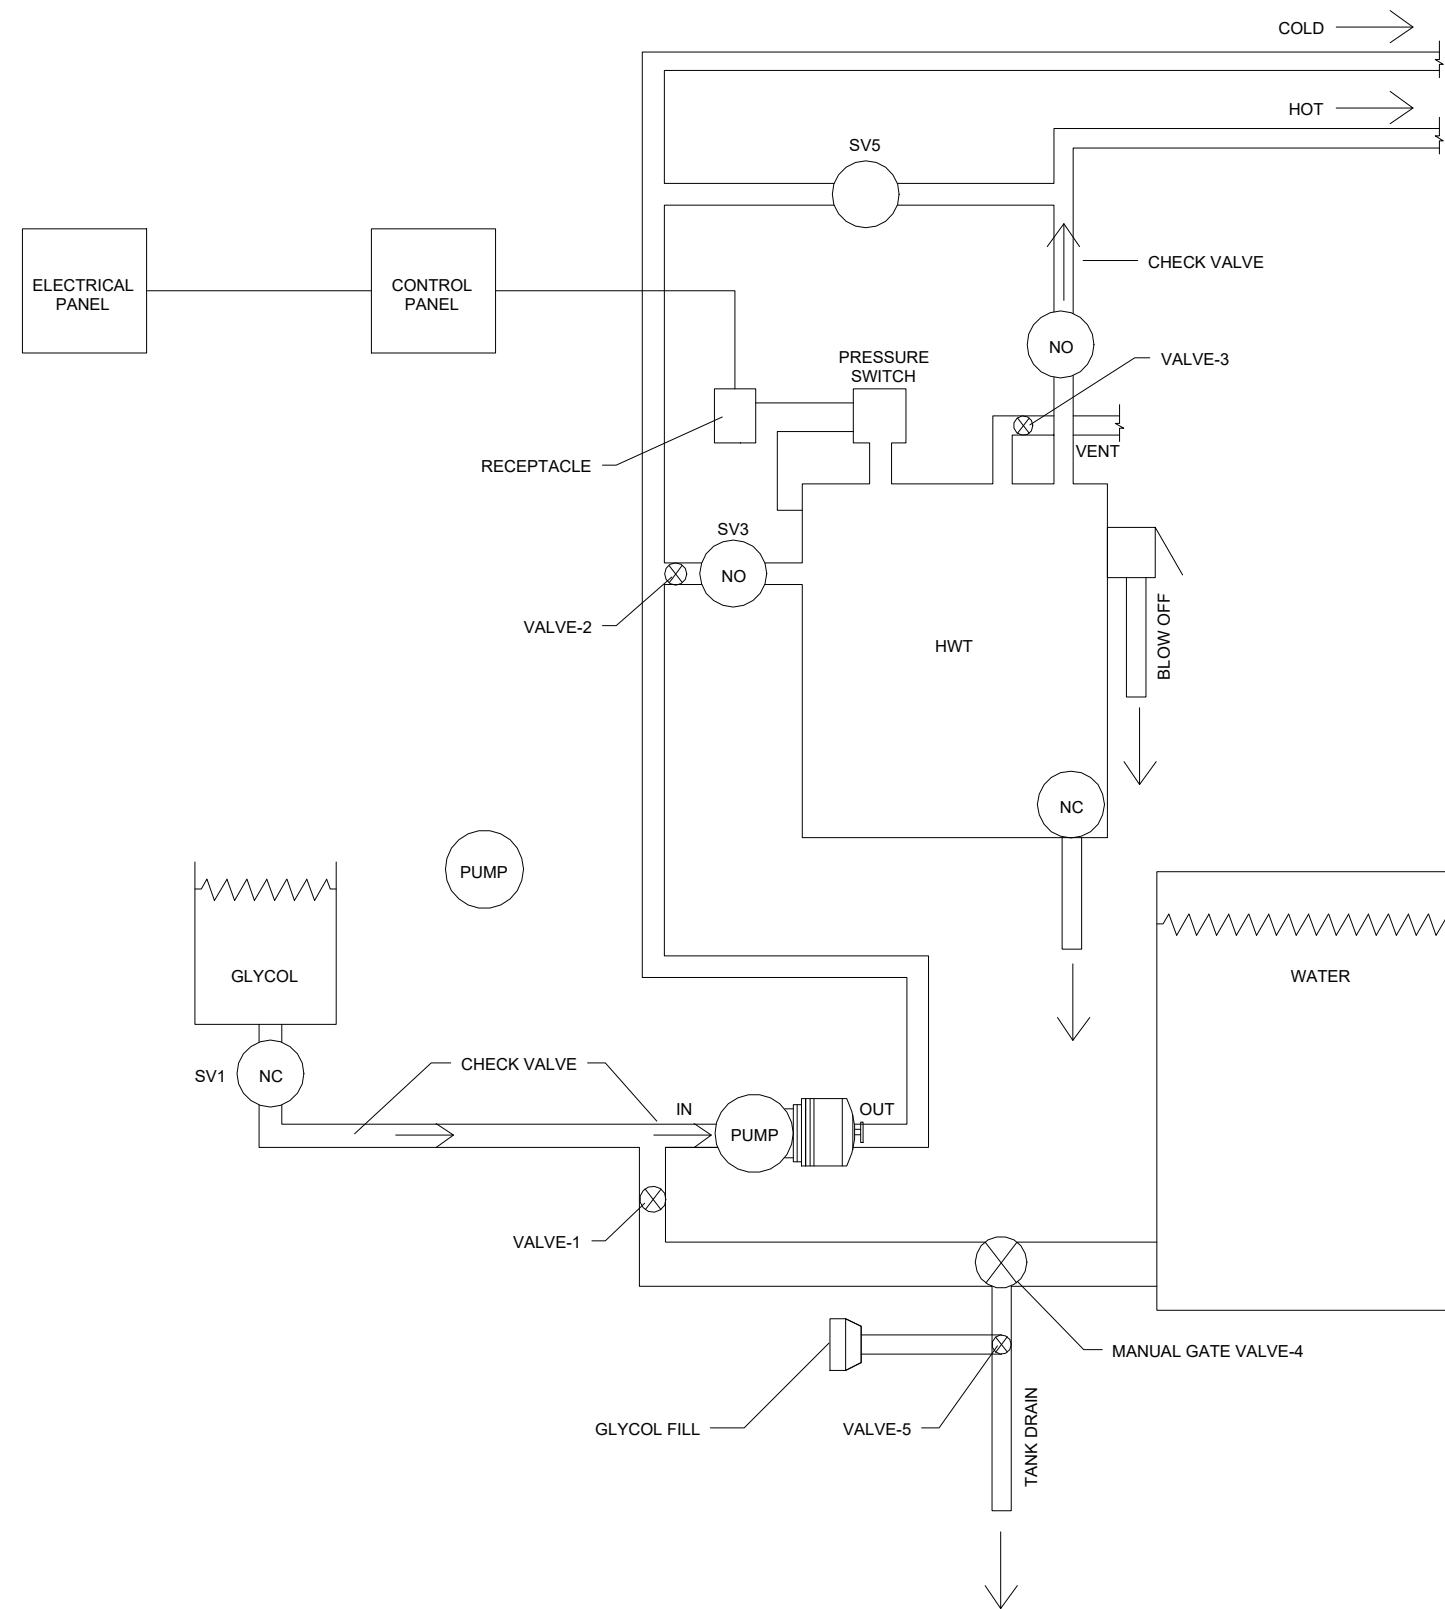 COLD
HOT
SV5
CHECK VALVE
ELECTRICAL
PANEL
CONTROL
PANEL
NO
PRESSURE
SWITCH
VALVE-3
VENT
RECEPTACLE
SV3
NO
VALVE-2
HWT
BLOW OFF
NC
PUMP
GLYCOL
WATER
SV1
NC
CHECK VALVE
IN
PUMP
OUT
VALVE-1
MANUAL GATE VALVE-4
GLYCOL FILL
VALVE-5
TANK DRAIN